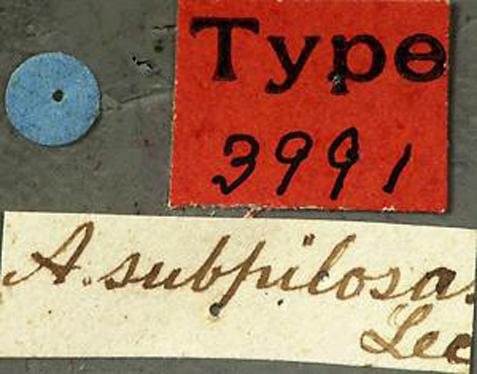 Type
3991
A. subpilosa.
Lec